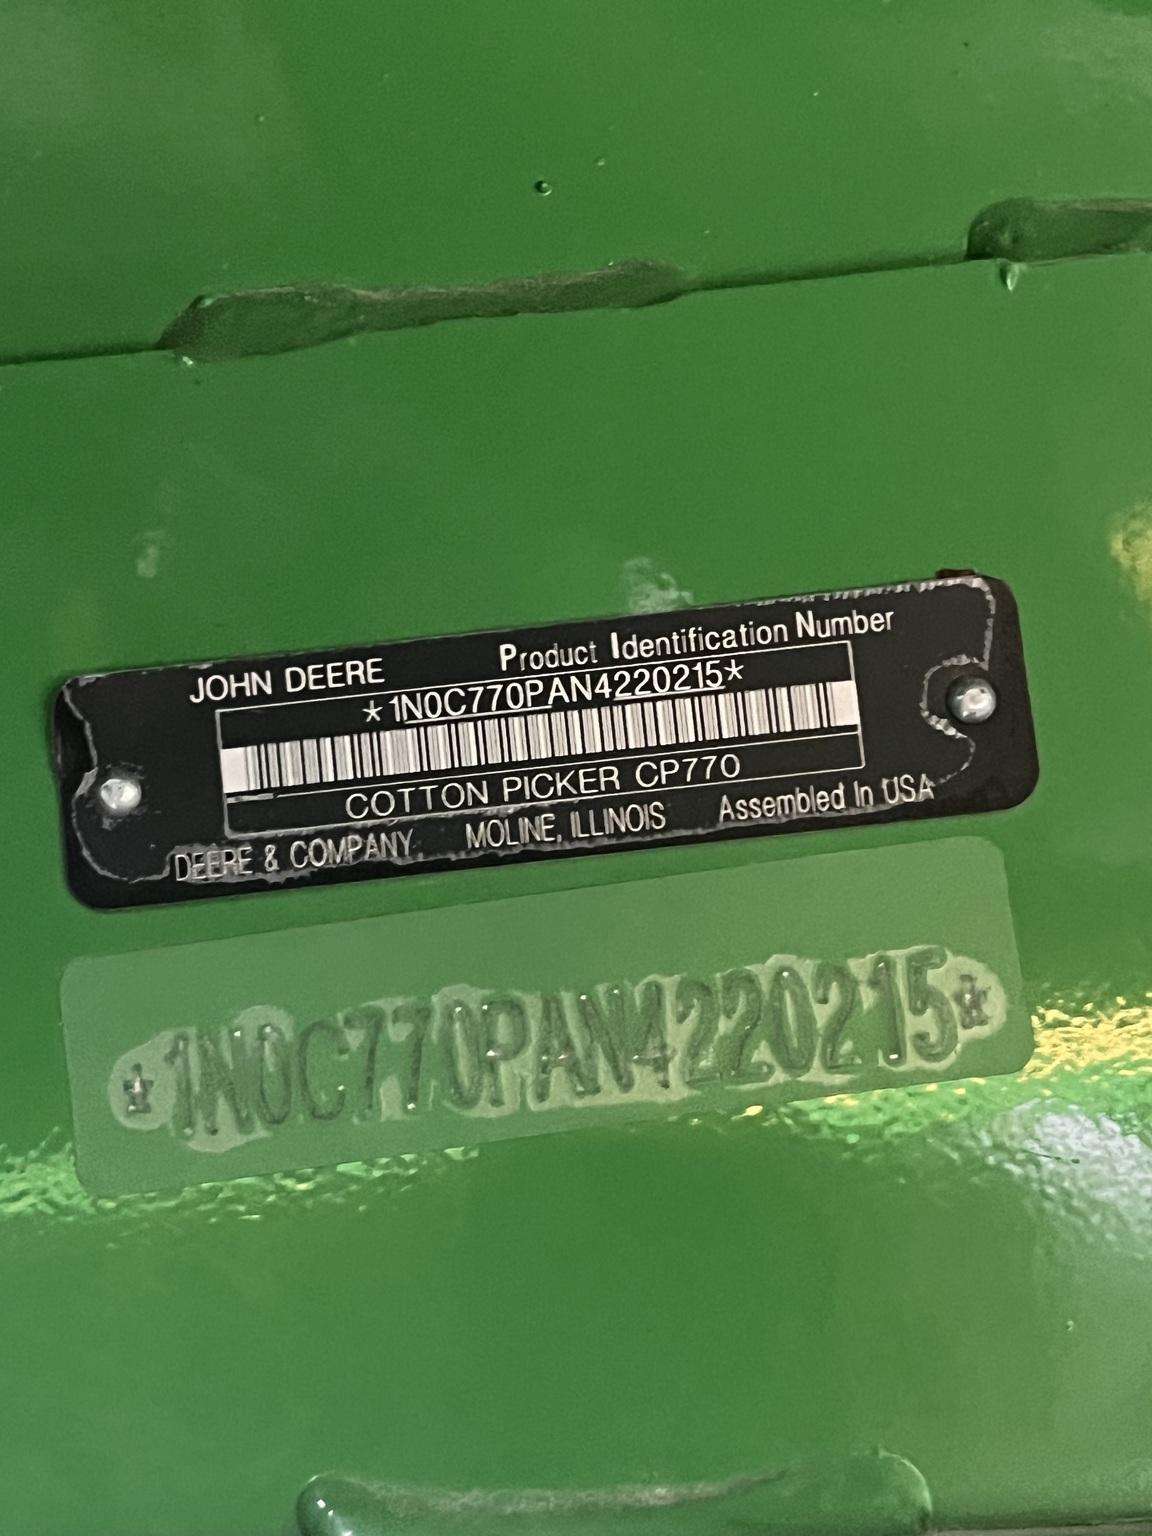 JOHN DEERE Product Identification Number
*1N0C770PAN4220215*
COTTON PICKER CP770
DEERE & COMPANY MOLINE, ILLINOIS Assembled In USA
*1N0C770PAN4220215*